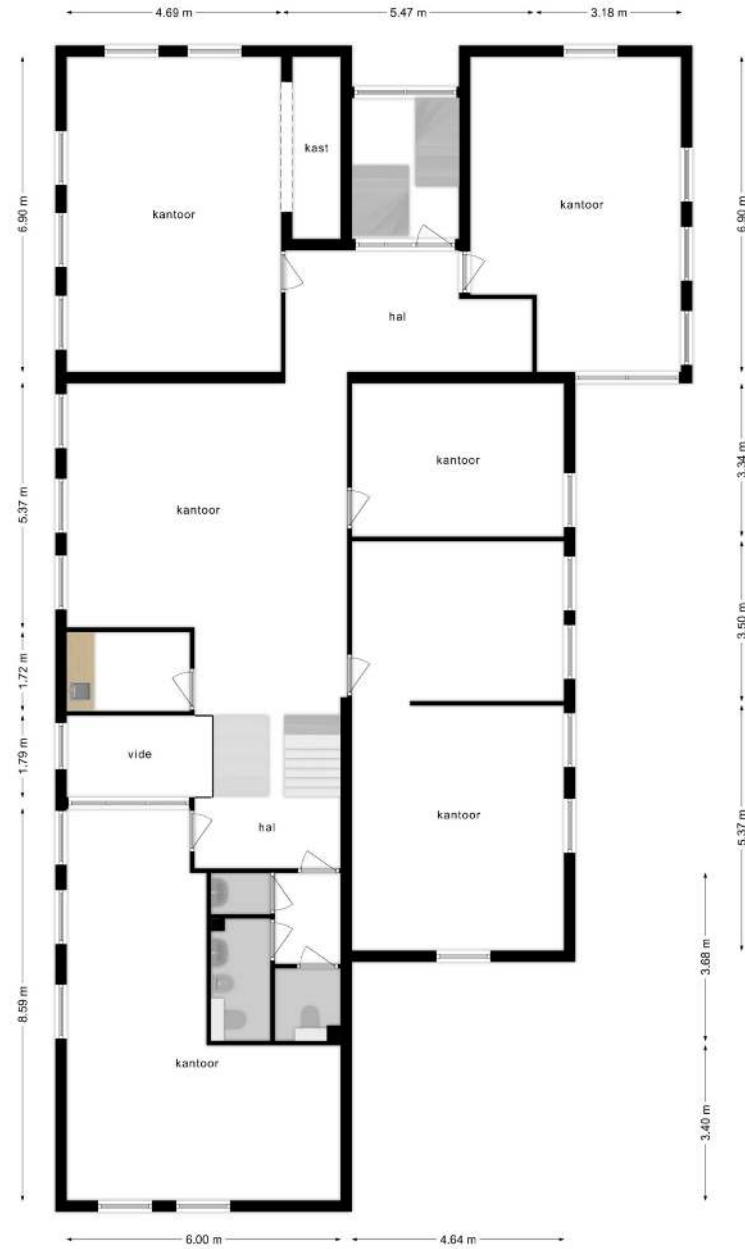 4.69 m
5.47 m
3.18 m
6.90 m
kast
kantoor
kantoor
6.90 m
hal
kantoor
3.34 m
kantoor
5.37 m
3.50 m
1.72 m
vide
1.79 m
hal
kantoor
5.37 m
3.68 m
8.59 m
kantoor
3.40 m
6.00 m
4.64 m